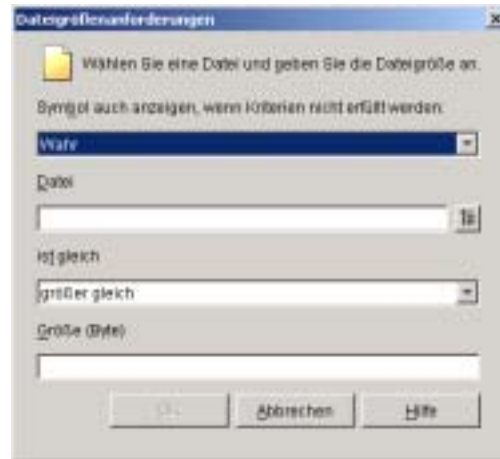 Dateigrößenanforderungen
Wählen Sie eine Datei und geben Sie die Dateigröße an.
Symbol auch anzeigen, wenn Kriterien nicht erfüllt werden:
Wahr
Datei
ist gleich
größer gleich
Größe (Byte)
OK Abbrechen Hilfe